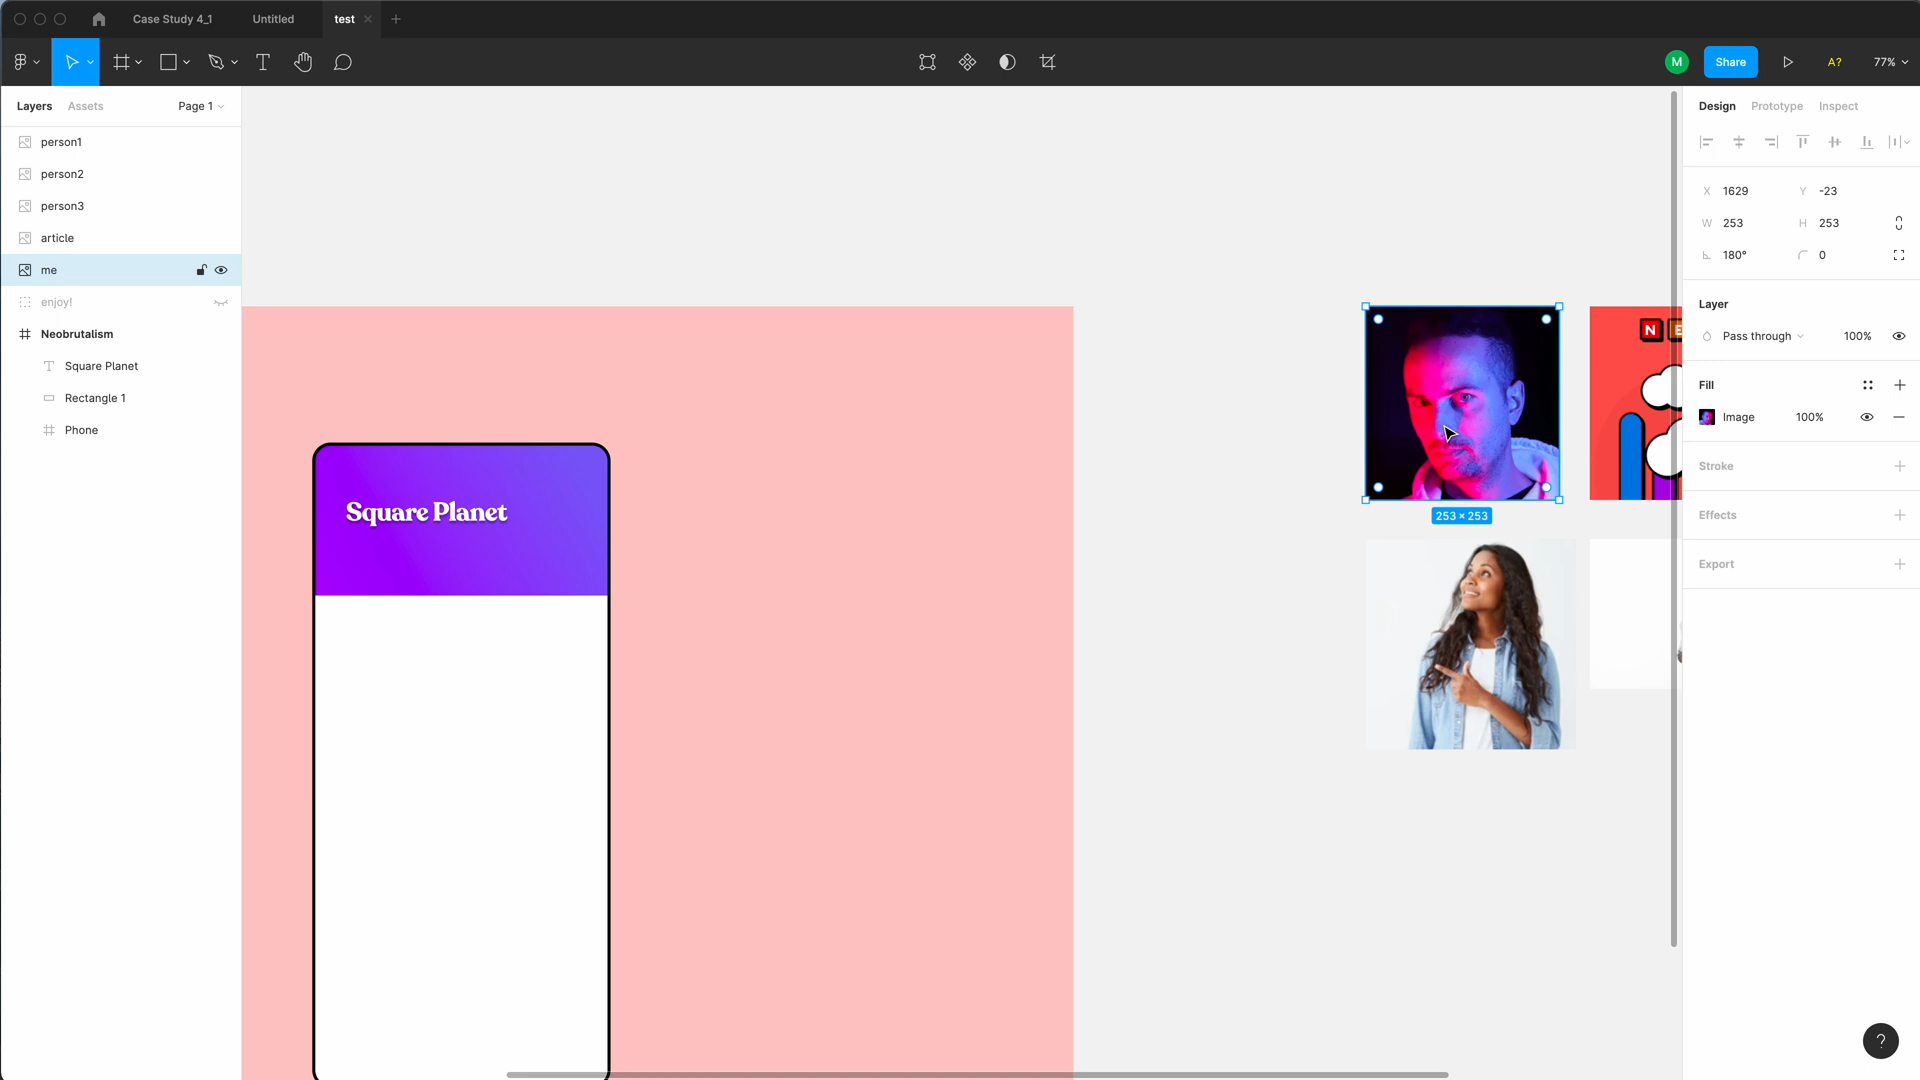 Case Study 4_1
Untitled
test
M
Share
A?
77%
Layers
Assets
Page 1
person1
person2
person3
article
me
enjoy!
Neobrutalism
Square Planet
Rectangle 1
Phone
Square Planet
253 × 253
N E
Design
Prototype
Inspect
X 1629
Y -23
W 253
H 253
180°
0
Layer
Pass through
100%
Fill
Image
100%
Stroke
Effects
Export
?